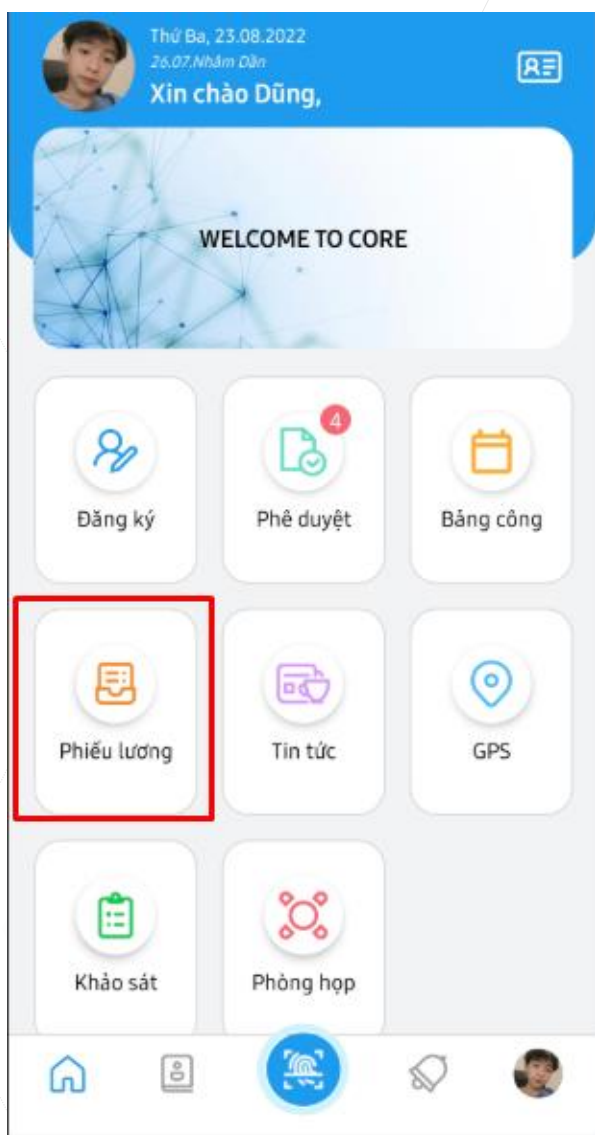 Thứ Ba, 23.08.2022
26.07.Nhâm Dần
Xin chào Dũng,
WELCOME TO CORE
4
Đăng ký
Phê duyệt
Bảng công
Phiếu lương
Tin tức
GPS
Khảo sát
Phòng họp